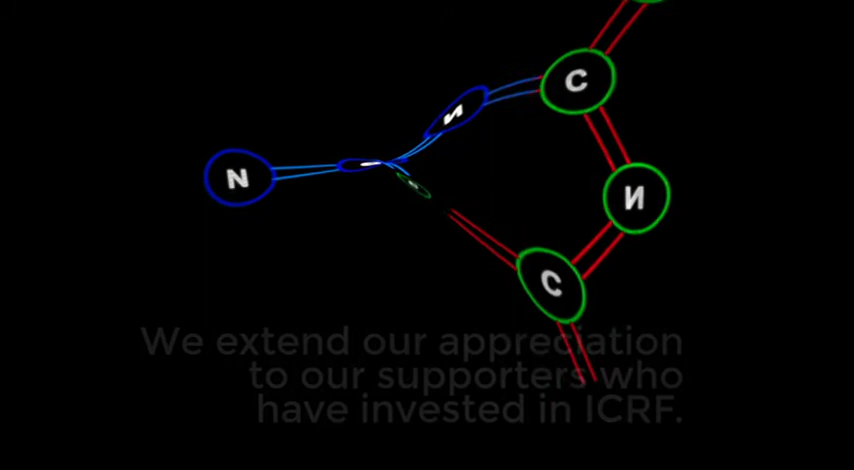 C
N
И
N
И
C
We extend our appreciation
to our supporters who
have invested in ICRF.